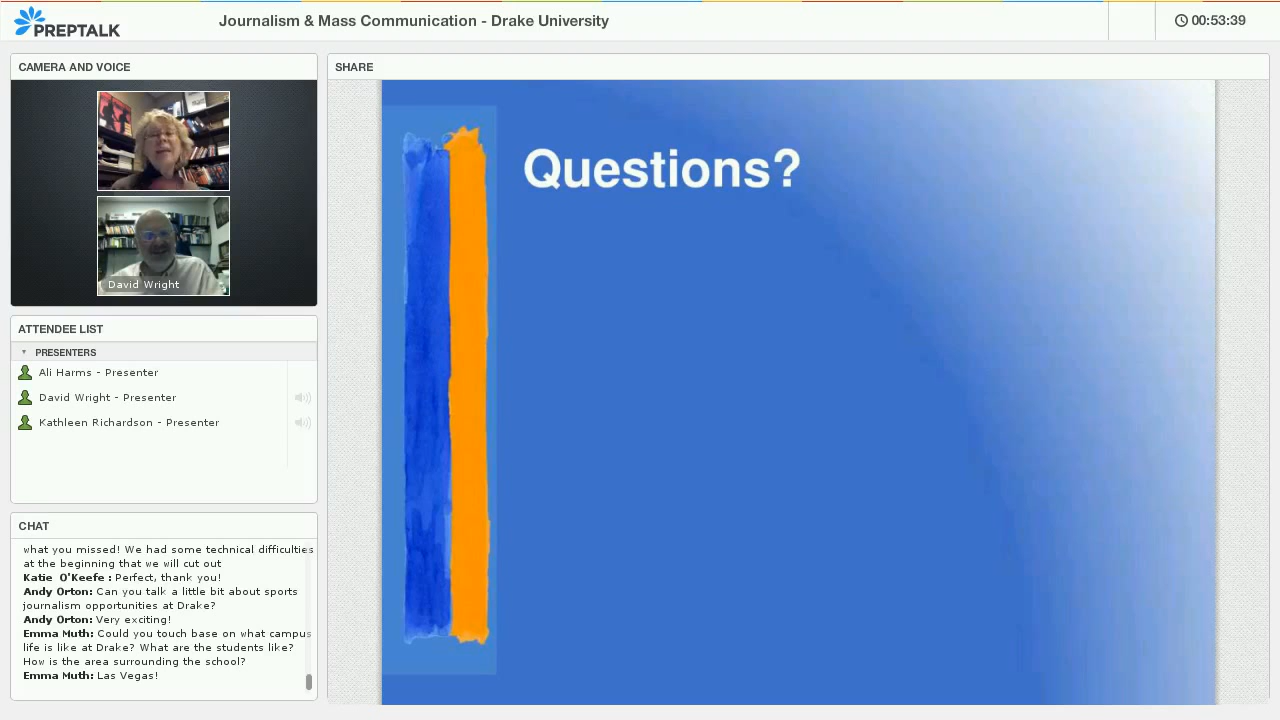 PREPTALK
Journalism & Mass Communication - Drake University
00:53:39
CAMERA AND VOICE
David Wright
ATTENDEE LIST
PRESENTERS
Ali Harms - Presenter
David Wright - Presenter
Kathleen Richardson - Presenter
CHAT
what you missed! We had some technical difficulties
at the beginning that we will cut out
Katie O'Keefe : Perfect, thank you!
Andy Orton: Can you talk a little bit about sports
journalism opportunities at Drake?
Andy Orton: Very exciting!
Emma Muth: Could you touch base on what campus
life is like at Drake? What are the students like?
How is the area surrounding the school?
Emma Muth: Las Vegas!
SHARE
Questions?